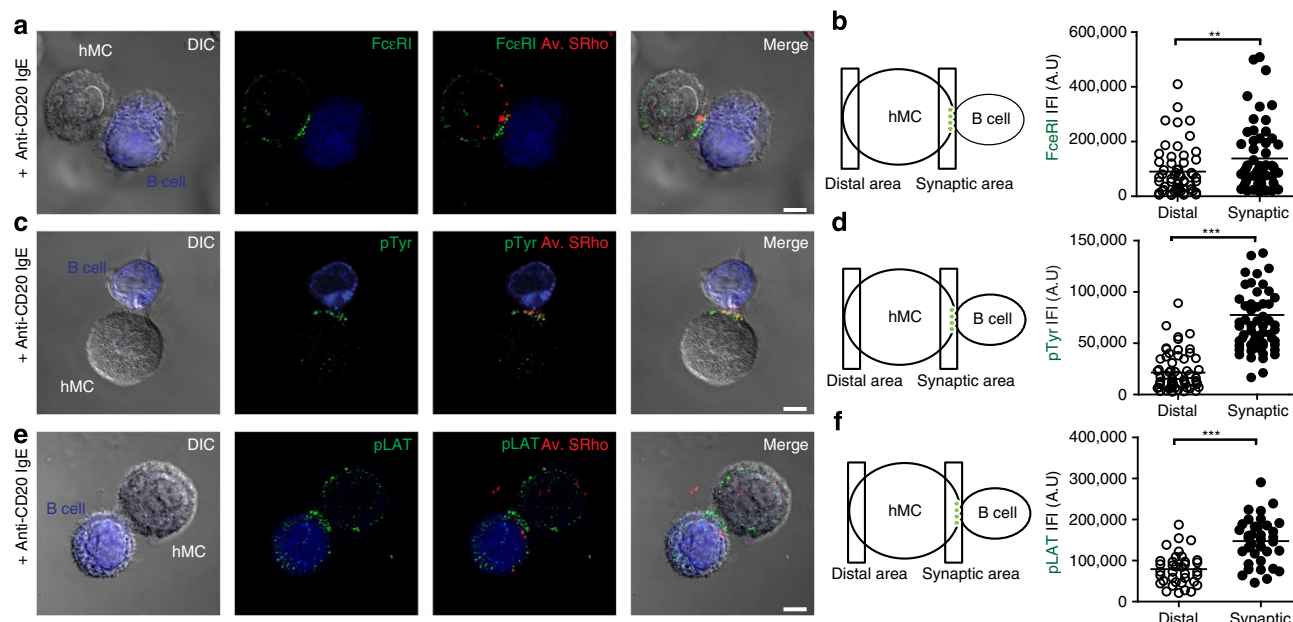 a
+ Anti-CD20 IgE
hMC
DIC
B cell
FcεRI
FcεRI Av. SRho
Merge
b
hMC
B cell
Distal area
Synaptic area
FceRI IFI (A.U)
600,000
400,000
200,000
0
**
Distal
Synaptic
c
+ Anti-CD20 IgE
DIC
B cell
hMC
pTyr
pTyr Av. SRho
Merge
d
hMC
B cell
Distal area
Synaptic area
pTyr IFI (A.U)
150,000
100,000
50,000
0
***
Distal
Synaptic
e
+ Anti-CD20 IgE
DIC
B cell
hMC
pLAT
pLAT Av. SRho
Merge
f
hMC
B cell
Distal area
Synaptic area
pLAT IFI (A.U)
400,000
300,000
200,000
100,000
0
***
Distal
Synaptic